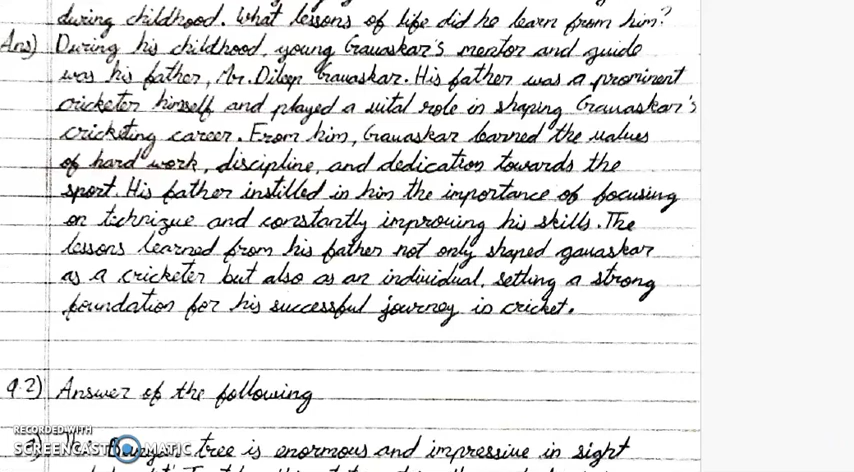 during childhood. What lessons of life did he learn from him?
Ans) During his childhood, young Gavaskar's mentor and guide
was his father, Mr. Dileep Gavaskar. His father was a prominent
cricketer himself and played a vital role in shaping Gravaskar's
cricketing career. From him, Gavaskar learned the values
of hard work, discipline, and dedication towards the
sport. His father instilled in him the importance of focusing
on technique and constantly improving his skills. The
lessons learned from his father not only shaped gavaskar
as a cricketer but also as an individual, setting a strong
foundation for his successful journey in cricket.
Q.2) Answer of the following
RECORDED WITH
SCREENCAST MATIC
tree is enormous and impressive in sight